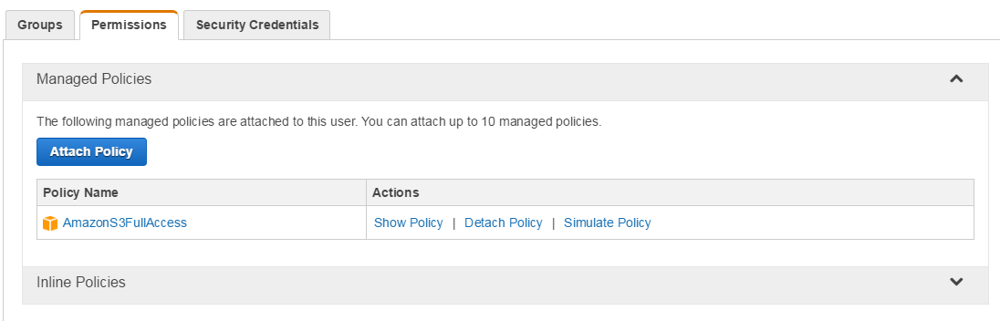 Groups Permissions Security Credentials
Managed Policies
The following managed policies are attached to this user. You can attach up to 10 managed policies.
Attach Policy
Policy Name Actions
AmazonS3FullAccess Show Policy | Detach Policy | Simulate Policy
Inline Policies